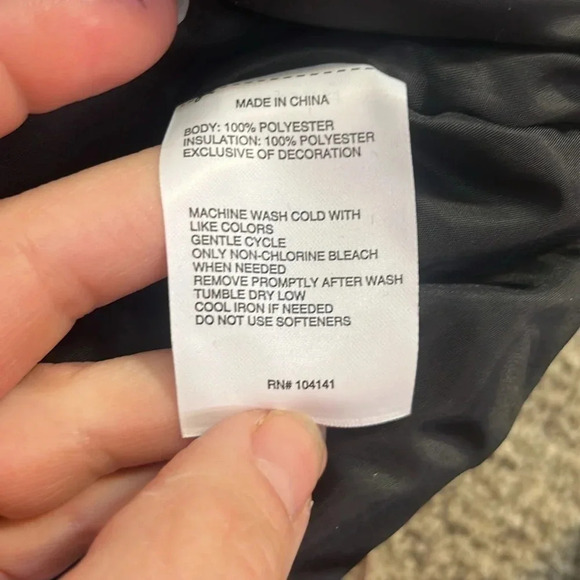 MADE IN CHINA
BODY: 100% POLYESTER
INSULATION: 100% POLYESTER
EXCLUSIVE OF DECORATION
MACHINE WASH COLD WITH
LIKE COLORS
GENTLE CYCLE
ONLY NON-CHLORINE BLEACH
WHEN NEEDED
REMOVE PROMPTLY AFTER WASH
TUMBLE DRY LOW
COOL IRON IF NEEDED
DO NOT USE SOFTENERS
RN# 104141